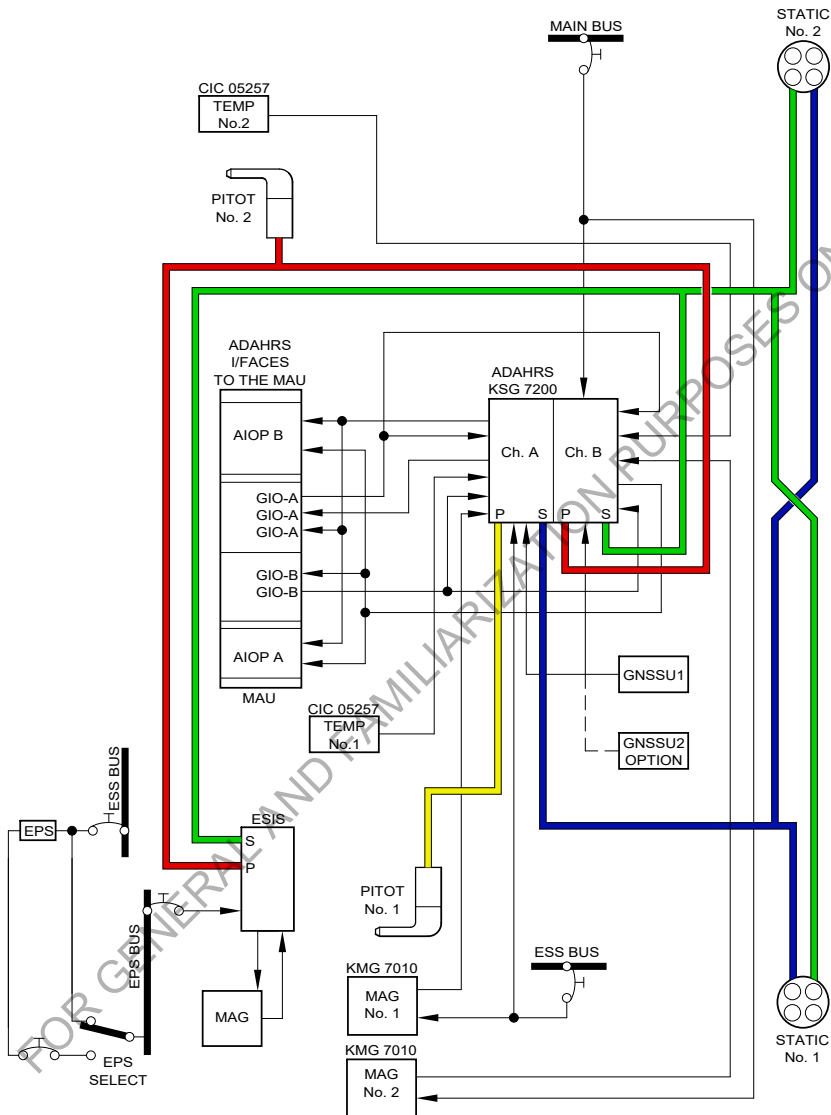 STATIC
No. 2
MAIN BUS
CIC 05257
TEMP
No.2
PITOT
No. 2
ADAHRS
I/FACES
TO THE MAU
ADAHRS
KSG 7200
AIOP B
Ch. A
Ch. B
GIO-A
GIO-A
GIO-A
P
S
P
S
GIO-B
GIO-B
AIOP A
MAU
GNSSU1
CIC 05257
TEMP
No.1
GNSSU2
OPTION
ESS BUS
ESIS
EPS
S
P
PITOT
No. 1
EPS BUS
ESS BUS
KMG 7010
MAG
No. 1
MAG
STATIC
No. 1
KMG 7010
MAG
No. 2
EPS
SELECT
FOR GENERAL AND FAMILIARIZATION PURPOSES ON